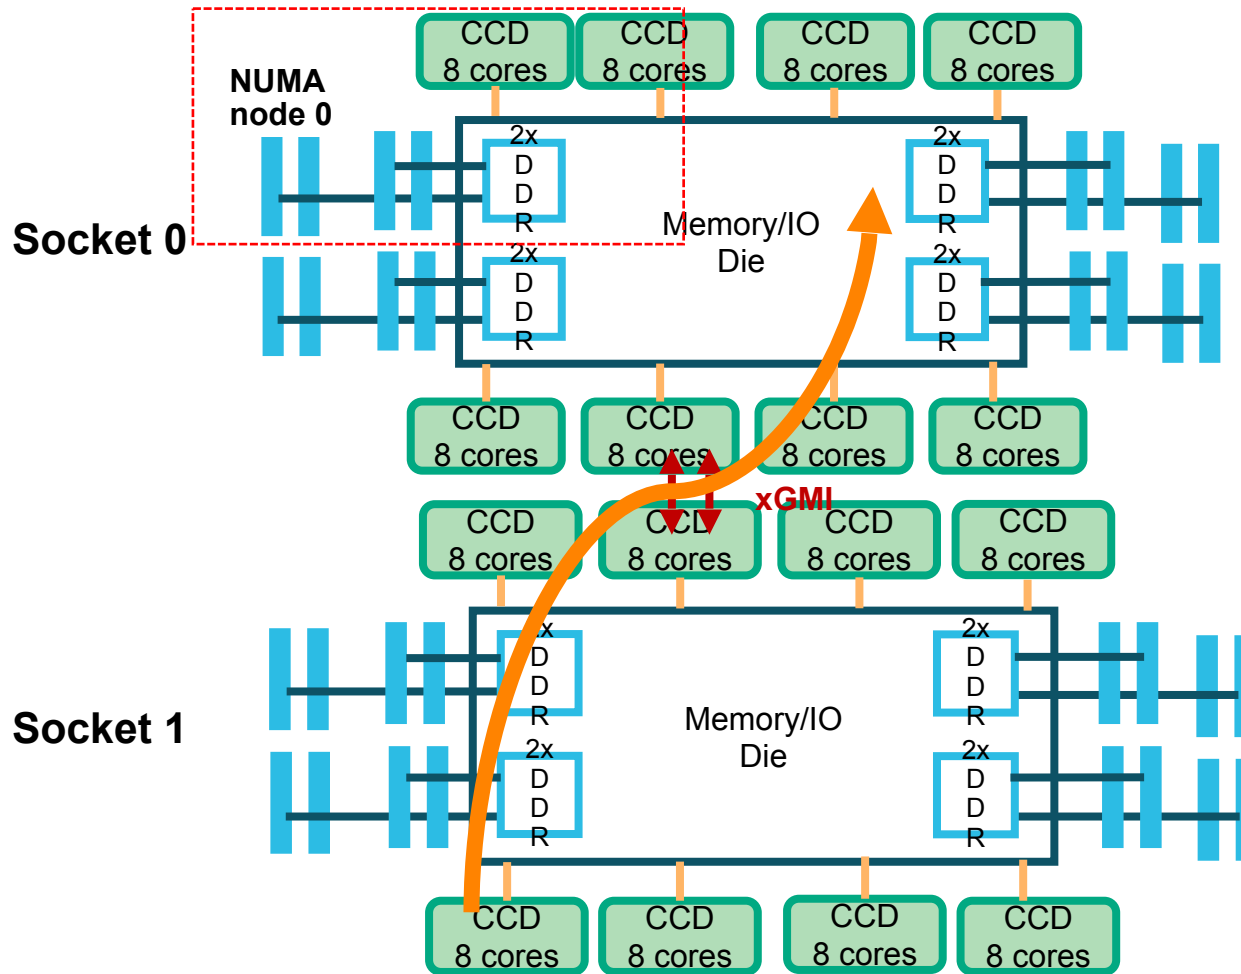 CCD
8 cores
CCD
8 cores
CCD
8 cores
CCD
8 cores
NUMA
node 0
2x
D
D
R
2x
D
D
R
Socket 0
Memory/IO
Die
2x
D
D
R
2x
D
D
R
CCD
8 cores
CCD
8 cores
CCD
8 cores
CCD
8 cores
xGMI
CCD
8 cores
CCD
8 cores
CCD
8 cores
CCD
8 cores
2x
D
D
R
2x
D
D
R
Socket 1
Memory/IO
Die
2x
D
D
R
2x
D
D
R
CCD
8 cores
CCD
8 cores
CCD
8 cores
CCD
8 cores